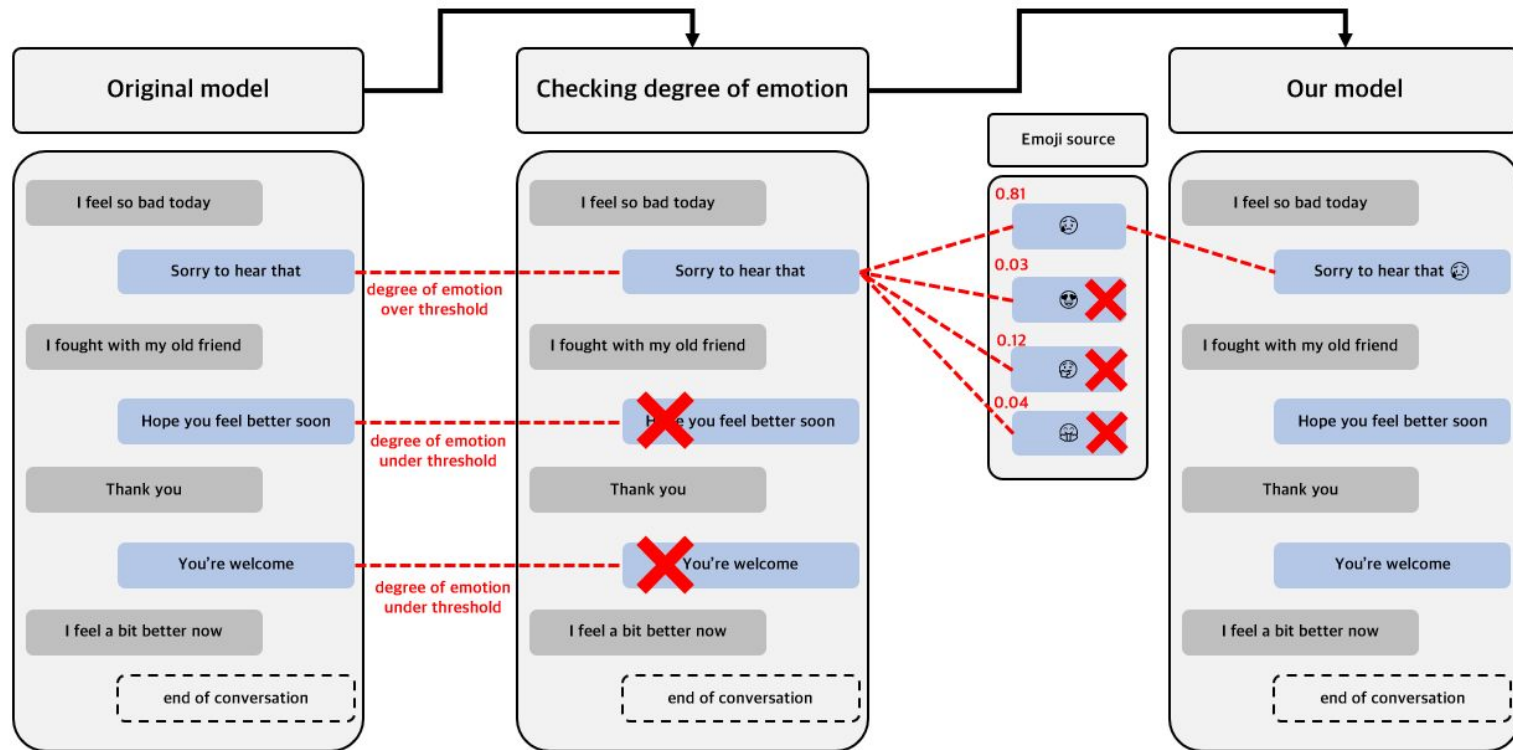 Original model
Checking degree of emotion
Our model
I feel so bad today
Sorry to hear that
I fought with my old friend
Hope you feel better soon
Thank you
You're welcome
I feel a bit better now
end of conversation
degree of emotion
over threshold
degree of emotion
under threshold
degree of emotion
under threshold
I feel so bad today
Sorry to hear that
I fought with my old friend
Hope you feel better soon
Thank you
You're welcome
I feel a bit better now
end of conversation
Emoji source
0.81
😥
0.03
😍
0.12
0.04
I feel so bad today
Sorry to hear that 😥
I fought with my old friend
Hope you feel better soon
Thank you
You're welcome
I feel a bit better now
end of conversation